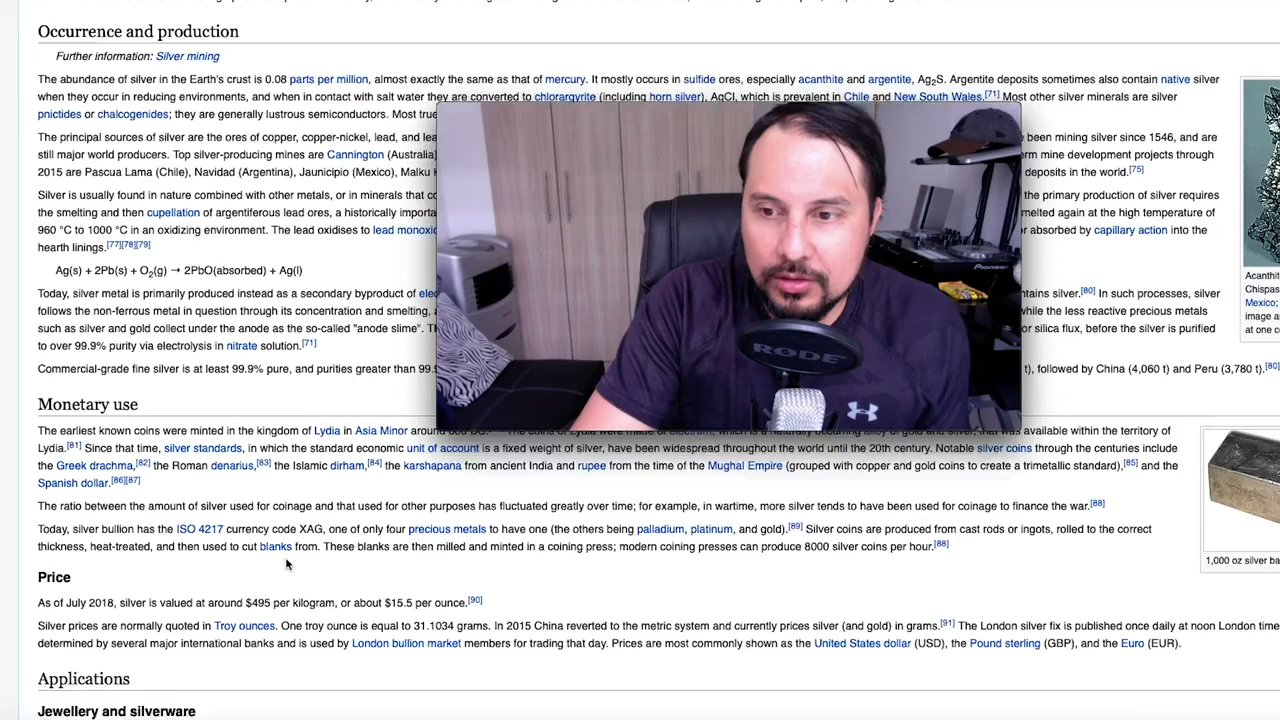 Occurrence and production
Further information: Silver mining
The abundance of silver in the Earth's crust is 0.08 parts per million, almost exactly the same as that of mercury. It mostly occurs in sulfide ores, especially acanthite and argentite, Ag2S. Argentite deposits sometimes also contain native silver
when they occur in reducing environments, and when in contact with salt water they are converted to chlorargyrite (including horn silver), AgCl, which is prevalent in Chile and New South Wales.[71] Most other silver minerals are silver
pnictides or chalcogenides; they are generally lustrous semiconductors. Most true
The principal sources of silver are the ores of copper, copper-nickel, lead, and lea been mining silver since 1546, and are
still major world producers. Top silver-producing mines are Cannington (Australia) erm mine development projects through
2015 are Pascua Lama (Chile), Navidad (Argentina), Jaunicipio (Mexico), Malku K deposits in the world.[75]
Silver is usually found in nature combined with other metals, or in minerals that co the primary production of silver requires
the smelting and then cupellation of argentiferous lead ores, a historically importa melted again at the high temperature of
960 °C to 1000 °C in an oxidizing environment. The lead oxidises to lead monoxid or absorbed by capillary action into the
hearth linings.[77][78][79]
Ag(s) + 2Pb(s) + O2(g) → 2PbO(absorbed) + Ag(l)
Today, silver metal is primarily produced instead as a secondary byproduct of elec ntains silver.[80] In such processes, silver
follows the non-ferrous metal in question through its concentration and smelting, while the less reactive precious metals
such as silver and gold collect under the anode as the so-called "anode slime". or silica flux, before the silver is purified
to over 99.9% purity via electrolysis in nitrate solution.[71]
Commercial-grade fine silver is at least 99.9% pure, and purities greater than 99.9 t), followed by China (4,060 t) and Peru (3,780 t).[80]
Acanthit
Chispas
Mexico;
image a
at one c
RODE
Pioneer
Monetary use
The earliest known coins were minted in the kingdom of Lydia in Asia Minor around 600 BC. The coins of Lydia were made of electrum, which is a naturally occurring alloy of gold and silver, that was available within the territory of
Lydia.[81] Since that time, silver standards, in which the standard economic unit of account is a fixed weight of silver, have been widespread throughout the world until the 20th century. Notable silver coins through the centuries include
the Greek drachma,[82] the Roman denarius,[83] the Islamic dirham,[84] the karshapana from ancient India and rupee from the time of the Mughal Empire (grouped with copper and gold coins to create a trimetallic standard),[85] and the
Spanish dollar.[86][87]
The ratio between the amount of silver used for coinage and that used for other purposes has fluctuated greatly over time; for example, in wartime, more silver tends to have been used for coinage to finance the war.[88]
Today, silver bullion has the ISO 4217 currency code XAG, one of only four precious metals to have one (the others being palladium, platinum, and gold).[89] Silver coins are produced from cast rods or ingots, rolled to the correct
thickness, heat-treated, and then used to cut blanks from. These blanks are then milled and minted in a coining press; modern coining presses can produce 8000 silver coins per hour.[88]
1,000 oz silver ba
Price
As of July 2018, silver is valued at around $495 per kilogram, or about $15.5 per ounce.[90]
Silver prices are normally quoted in Troy ounces. One troy ounce is equal to 31.1034 grams. In 2015 China reverted to the metric system and currently prices silver (and gold) in grams.[91] The London silver fix is published once daily at noon London time
determined by several major international banks and is used by London bullion market members for trading that day. Prices are most commonly shown as the United States dollar (USD), the Pound sterling (GBP), and the Euro (EUR).
Applications
Jewellery and silverware